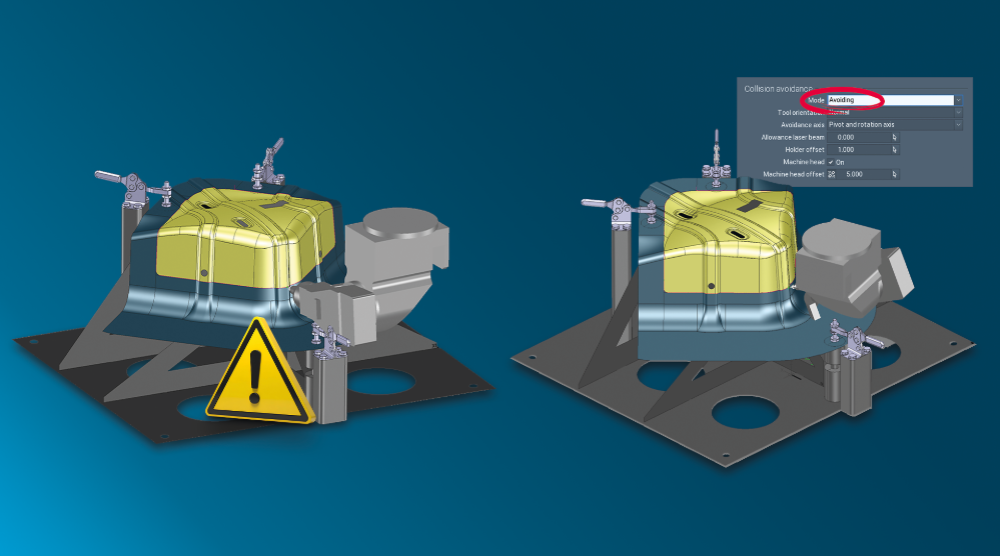 Collision avoidance
Mode Avoiding
Tool orientation Normal
Avoidance axis Pivot and rotation axis
Allowance laser beam 0.000
Holder offset 1.000
Machine head On
Machine head offset 5.000